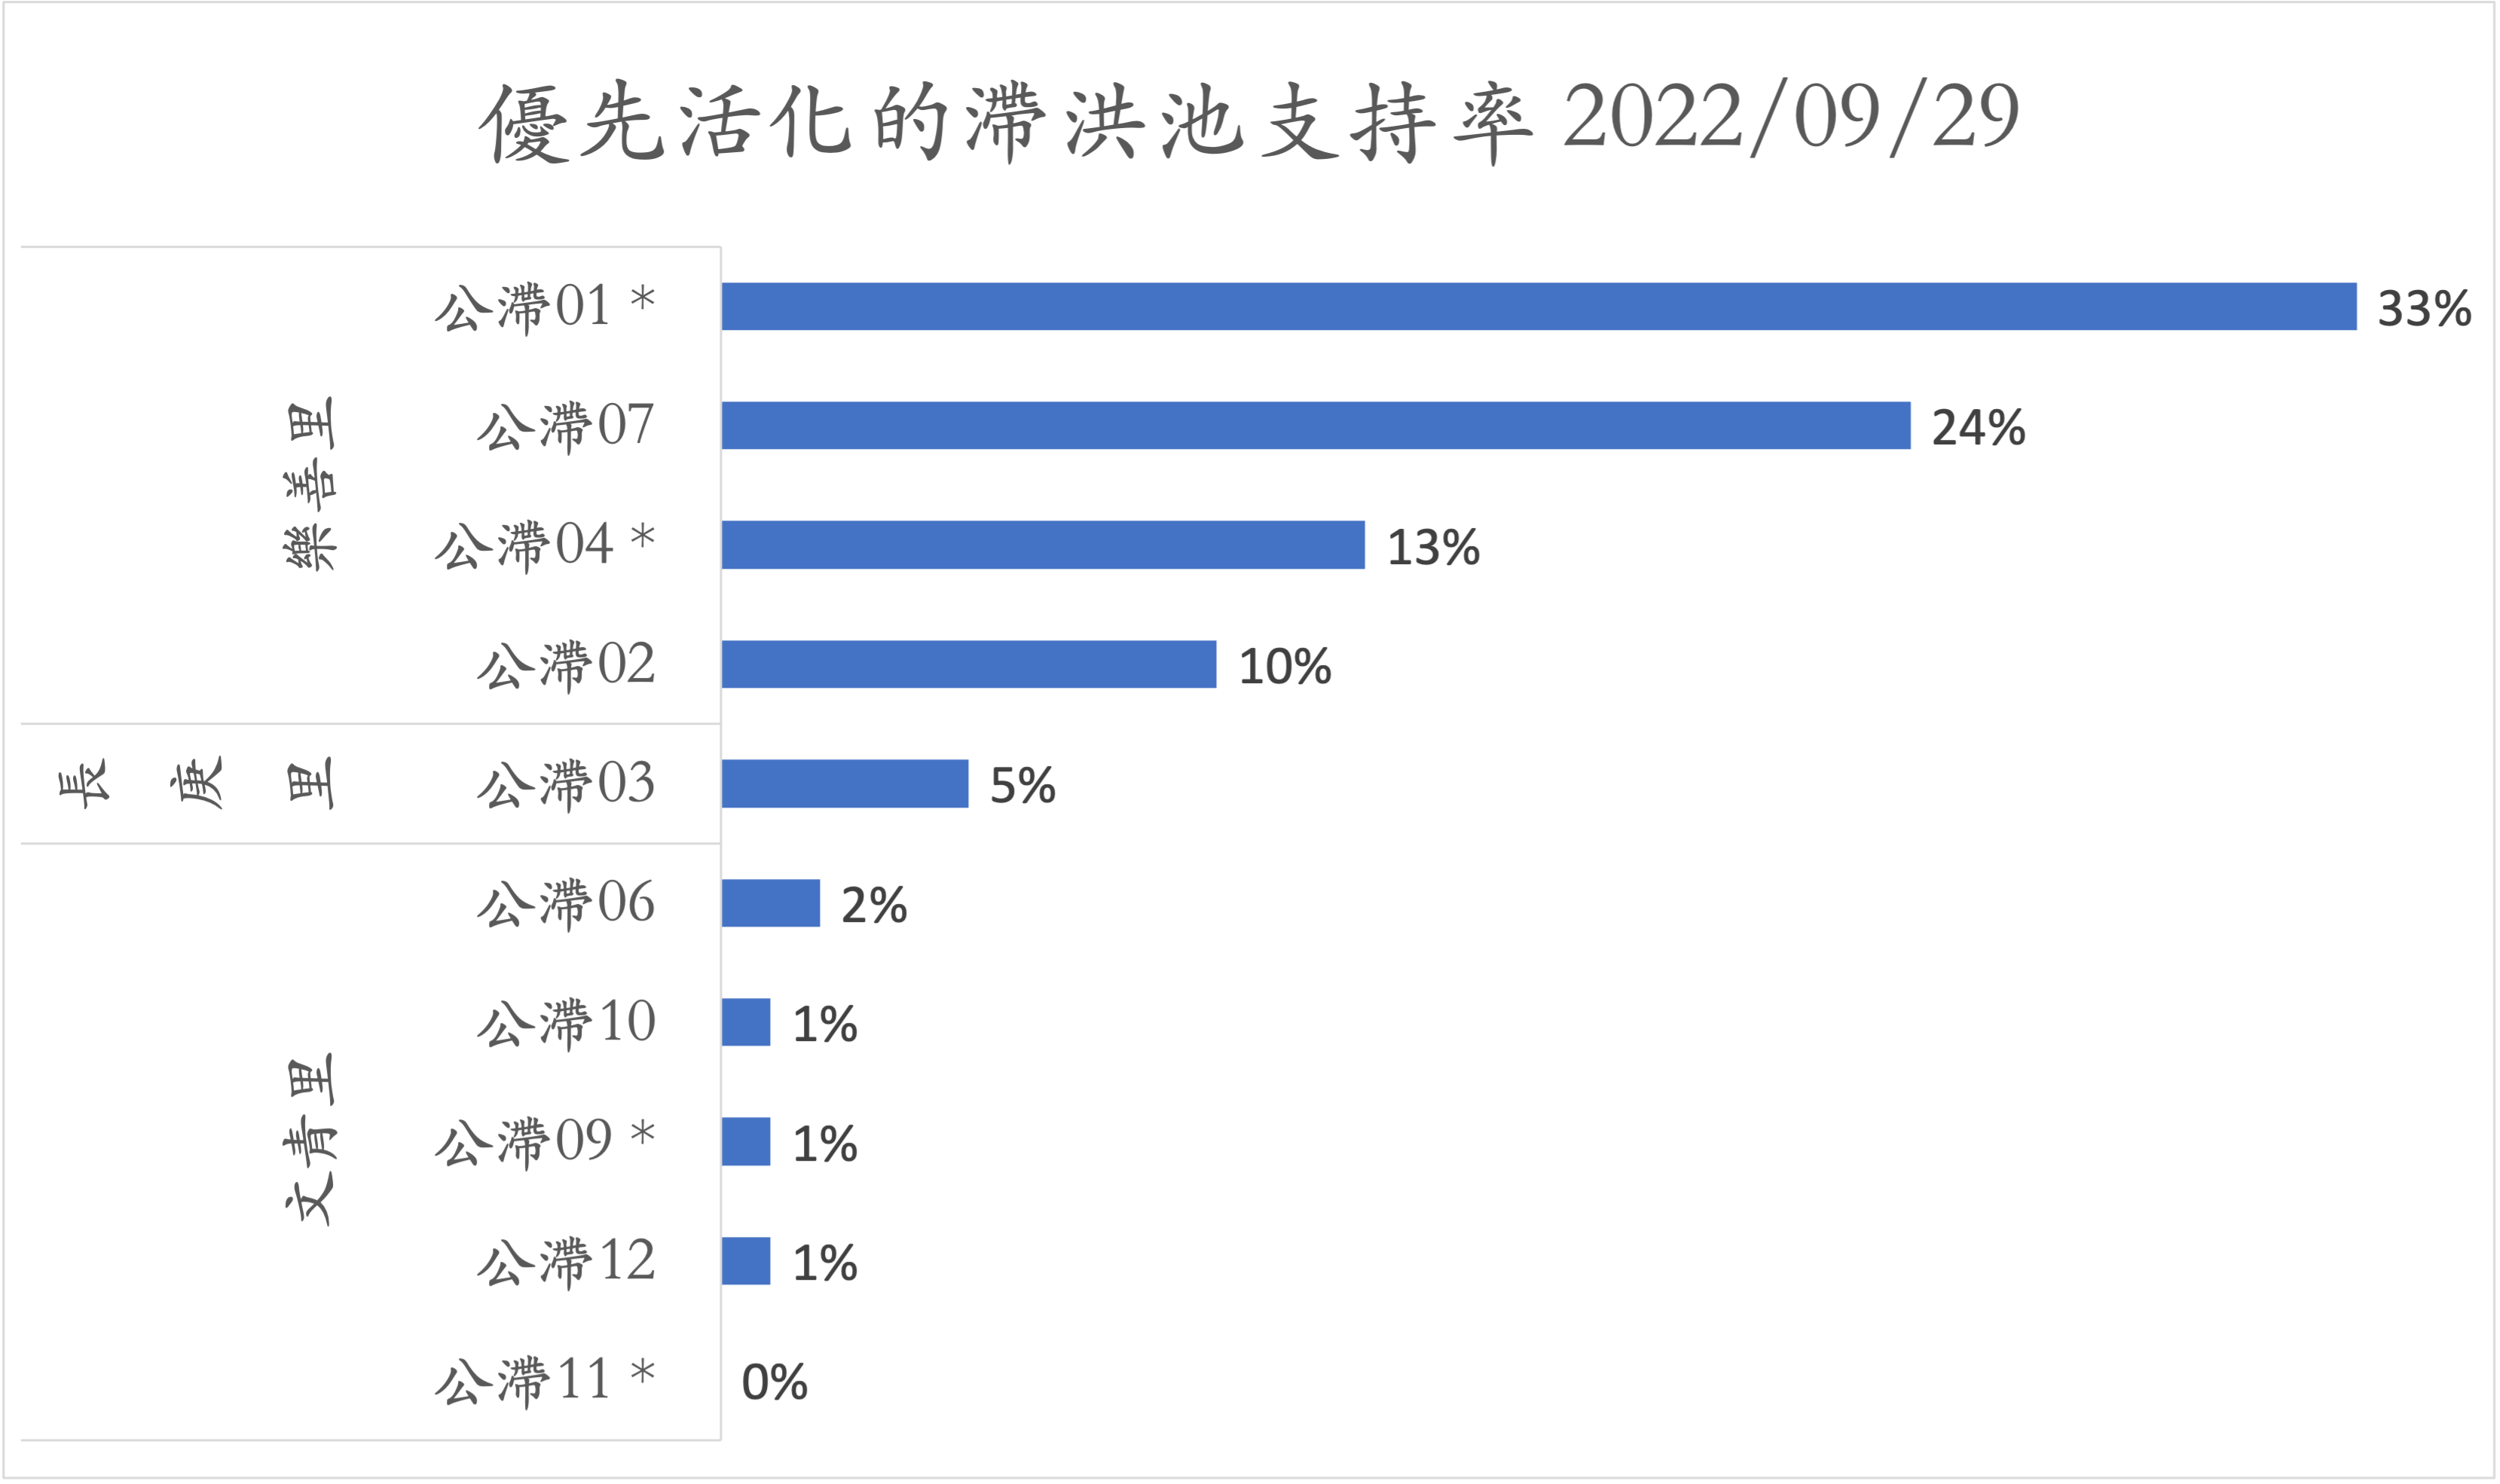 優先活化的滯洪池支持率 2022/09/29
樂善里
公滯01 * 33%
公滯07 24%
公滯04 * 13%
公滯02 10%
長庚里
公滯03 5%
文青里
公滯06 2%
公滯10 1%
公滯09 * 1%
公滯12 1%
公滯11 * 0%